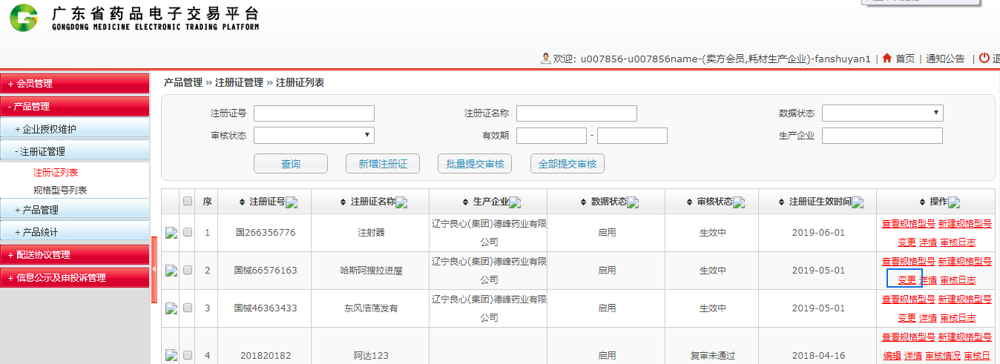 广东省药品电子交易平台
GONGDONG MEDICINE ELECTRONIC TRADING PLATFORM
欢迎: u007856-u007856name-(卖方会员,耗材生产企业)-fanshuyan1 | 首页 | 通知公告 | 退
+ 会员管理
- 产品管理
+ 企业授权维护
- 注册证管理
注册证列表
规格型号列表
+ 产品管理
+ 产品统计
+ 配送协议管理
+ 信息公示及申投诉管理
产品管理 » 注册证管理 » 注册证列表
注册证号 注册证名称 数据状态
审核状态 有效期 - 生产企业
查询 新增注册证 批量提交审核 全部提交审核
序 注册证号 注册证名称 生产企业 数据状态 审核状态 注册证生效时间 操作
1 国266356776 注射器 辽宁良心(集团)德峰药业有限公司 启用 生效中 2019-06-01 查看规格型号 新建规格型号
变更 详情 审核日志
2 国械66576163 哈斯阿搜拉进屋 辽宁良心(集团)德峰药业有限公司 启用 生效中 2019-05-01 查看规格型号 新建规格型号
变更 详情 审核日志
3 国械46363433 东风浩荡发有 辽宁良心(集团)德峰药业有限公司 启用 生效中 2019-05-01 查看规格型号 新建规格型号
变更 详情 审核日志
4 201820182 阿达123 启用 复审未通过 2018-04-16 查看规格型号 新建规格型号
编辑 详情 审核情况 审核日